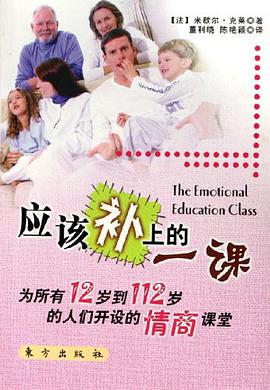 [法] 米歇尔·克莱 著
董利晓 陈艳颖 译
The Emotional
Education Class
应该补上的
一课
为所有12岁到112岁
的人们开设的情商课堂
东方出版社